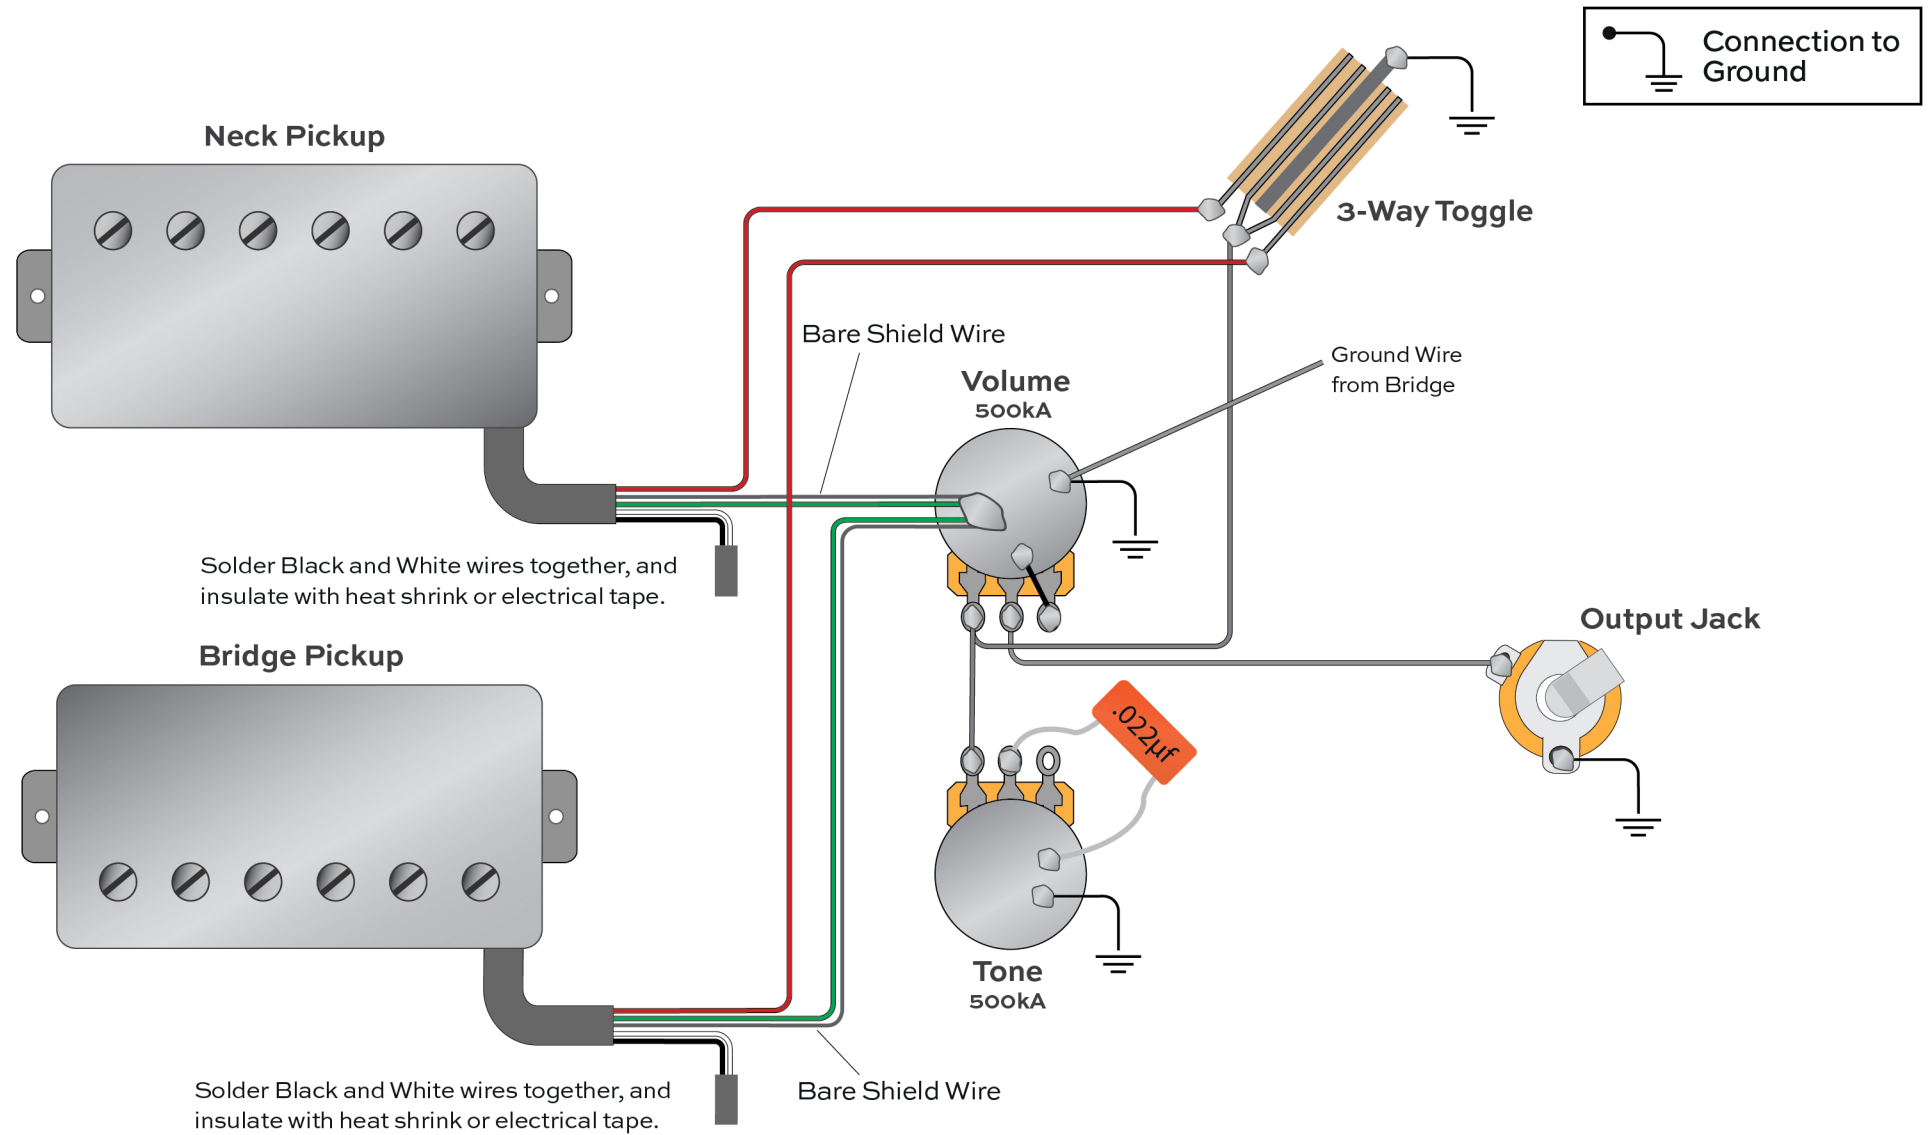 Connection to
Ground
Neck Pickup
3-Way Toggle
Bare Shield Wire
Ground Wire
from Bridge
Volume
500kA
Solder Black and White wires together, and
insulate with heat shrink or electrical tape.
Output Jack
Bridge Pickup
.022µf
Tone
500kA
Solder Black and White wires together, and
insulate with heat shrink or electrical tape.
Bare Shield Wire